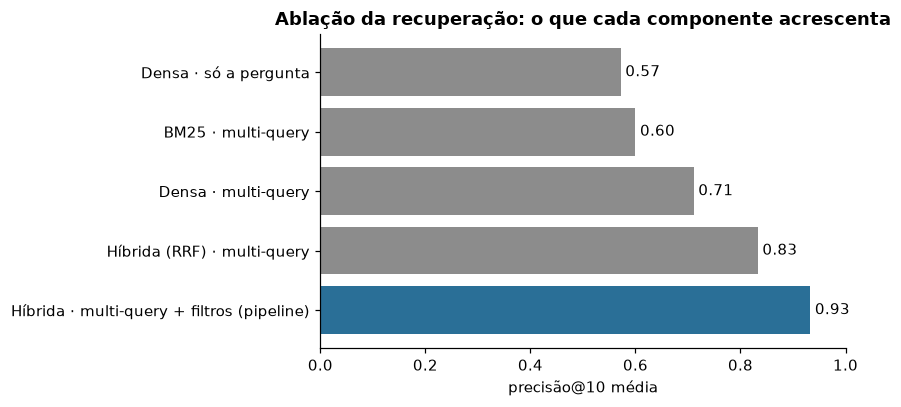 Ablação da recuperação: o que cada componente acrescenta
Densa · só a pergunta 0.57
BM25 · multi-query 0.60
Densa · multi-query 0.71
Híbrida (RRF) · multi-query 0.83
Híbrida · multi-query + filtros (pipeline) 0.93
0.0 0.2 0.4 0.6 0.8 1.0
precisão@10 média